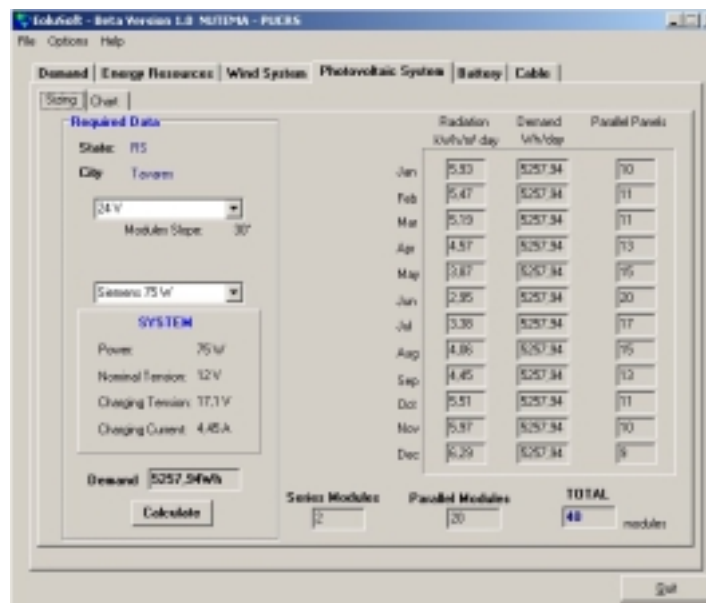 EoluSoft - Beta Version 1.0 NUTEMA - PUCRS
File Options Help
Demand Energy Resources Wind System Photovoltaic System Battery Cable
Sizing Chart
Required Data
State: RS
City Tavares
24 V
Modules Slope: 30°
Siemens 75 W
SYSTEM
Power: 75 W
Nominal Tension: 12 V
Charging Tension: 17,1 V
Charging Current: 4,45 A
Demand 5257,94Wh
Calculate
Radiation Demand Parallel Panels
kWh/m² day Wh/day
Jan 5,93 5257,94 10
Feb 5,47 5257,94 11
Mar 5,19 5257,94 11
Apr 4,57 5257,94 13
May 3,87 5257,94 15
Jun 2,95 5257,94 20
Jul 3,38 5257,94 17
Aug 4,06 5257,94 15
Sep 4,45 5257,94 13
Oct 5,51 5257,94 11
Nov 5,97 5257,94 10
Dec 6,29 5257,94 9
Series Modules Parallel Modules TOTAL
2 20 40 modules
Quit